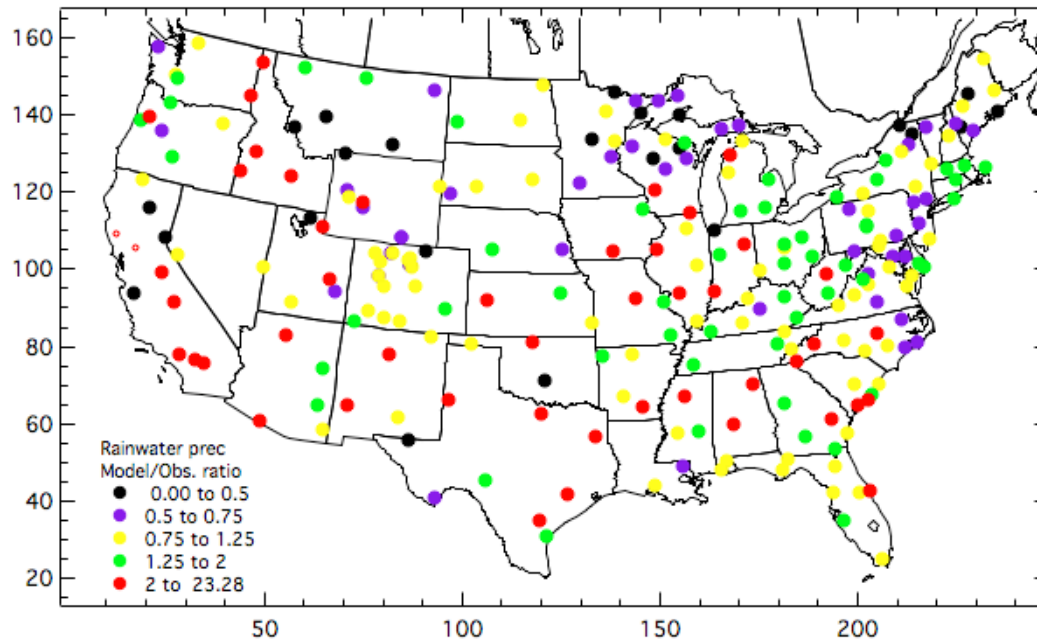 160
140
120
100
80
60
40
20
Rainwater prec
Model/Obs. ratio
0.00 to 0.5
0.5 to 0.75
0.75 to 1.25
1.25 to 2
2 to 23.28
50 100 150 200